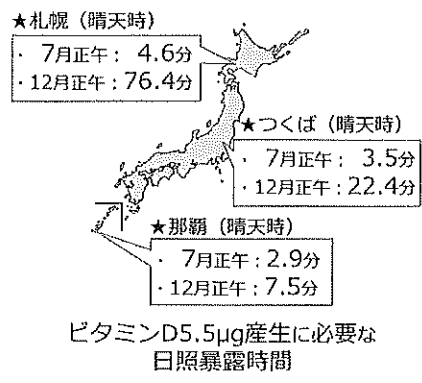 ★札幌（晴天時）
・ 7月正午： 4.6分
・12月正午：76.4分
★つくば（晴天時）
・ 7月正午： 3.5分
・12月正午：22.4分
★那覇（晴天時）
・ 7月正午：2.9分
・12月正午：7.5分
ビタミンD5.5μg産生に必要な
日照暴露時間